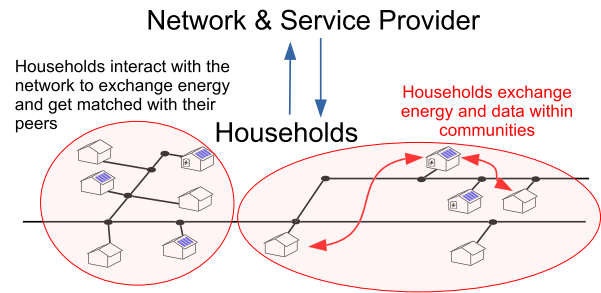 Network & Service Provider
Households interact with the
network to exchange energy
and get matched with their
peers
Households exchange
energy and data within
communities
Households